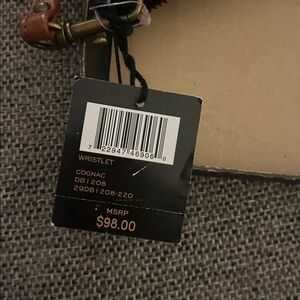 7 22947 46906 0
WRISTLET
COGNAC
DB1208
29DB1208-220
MSRP
$98.00